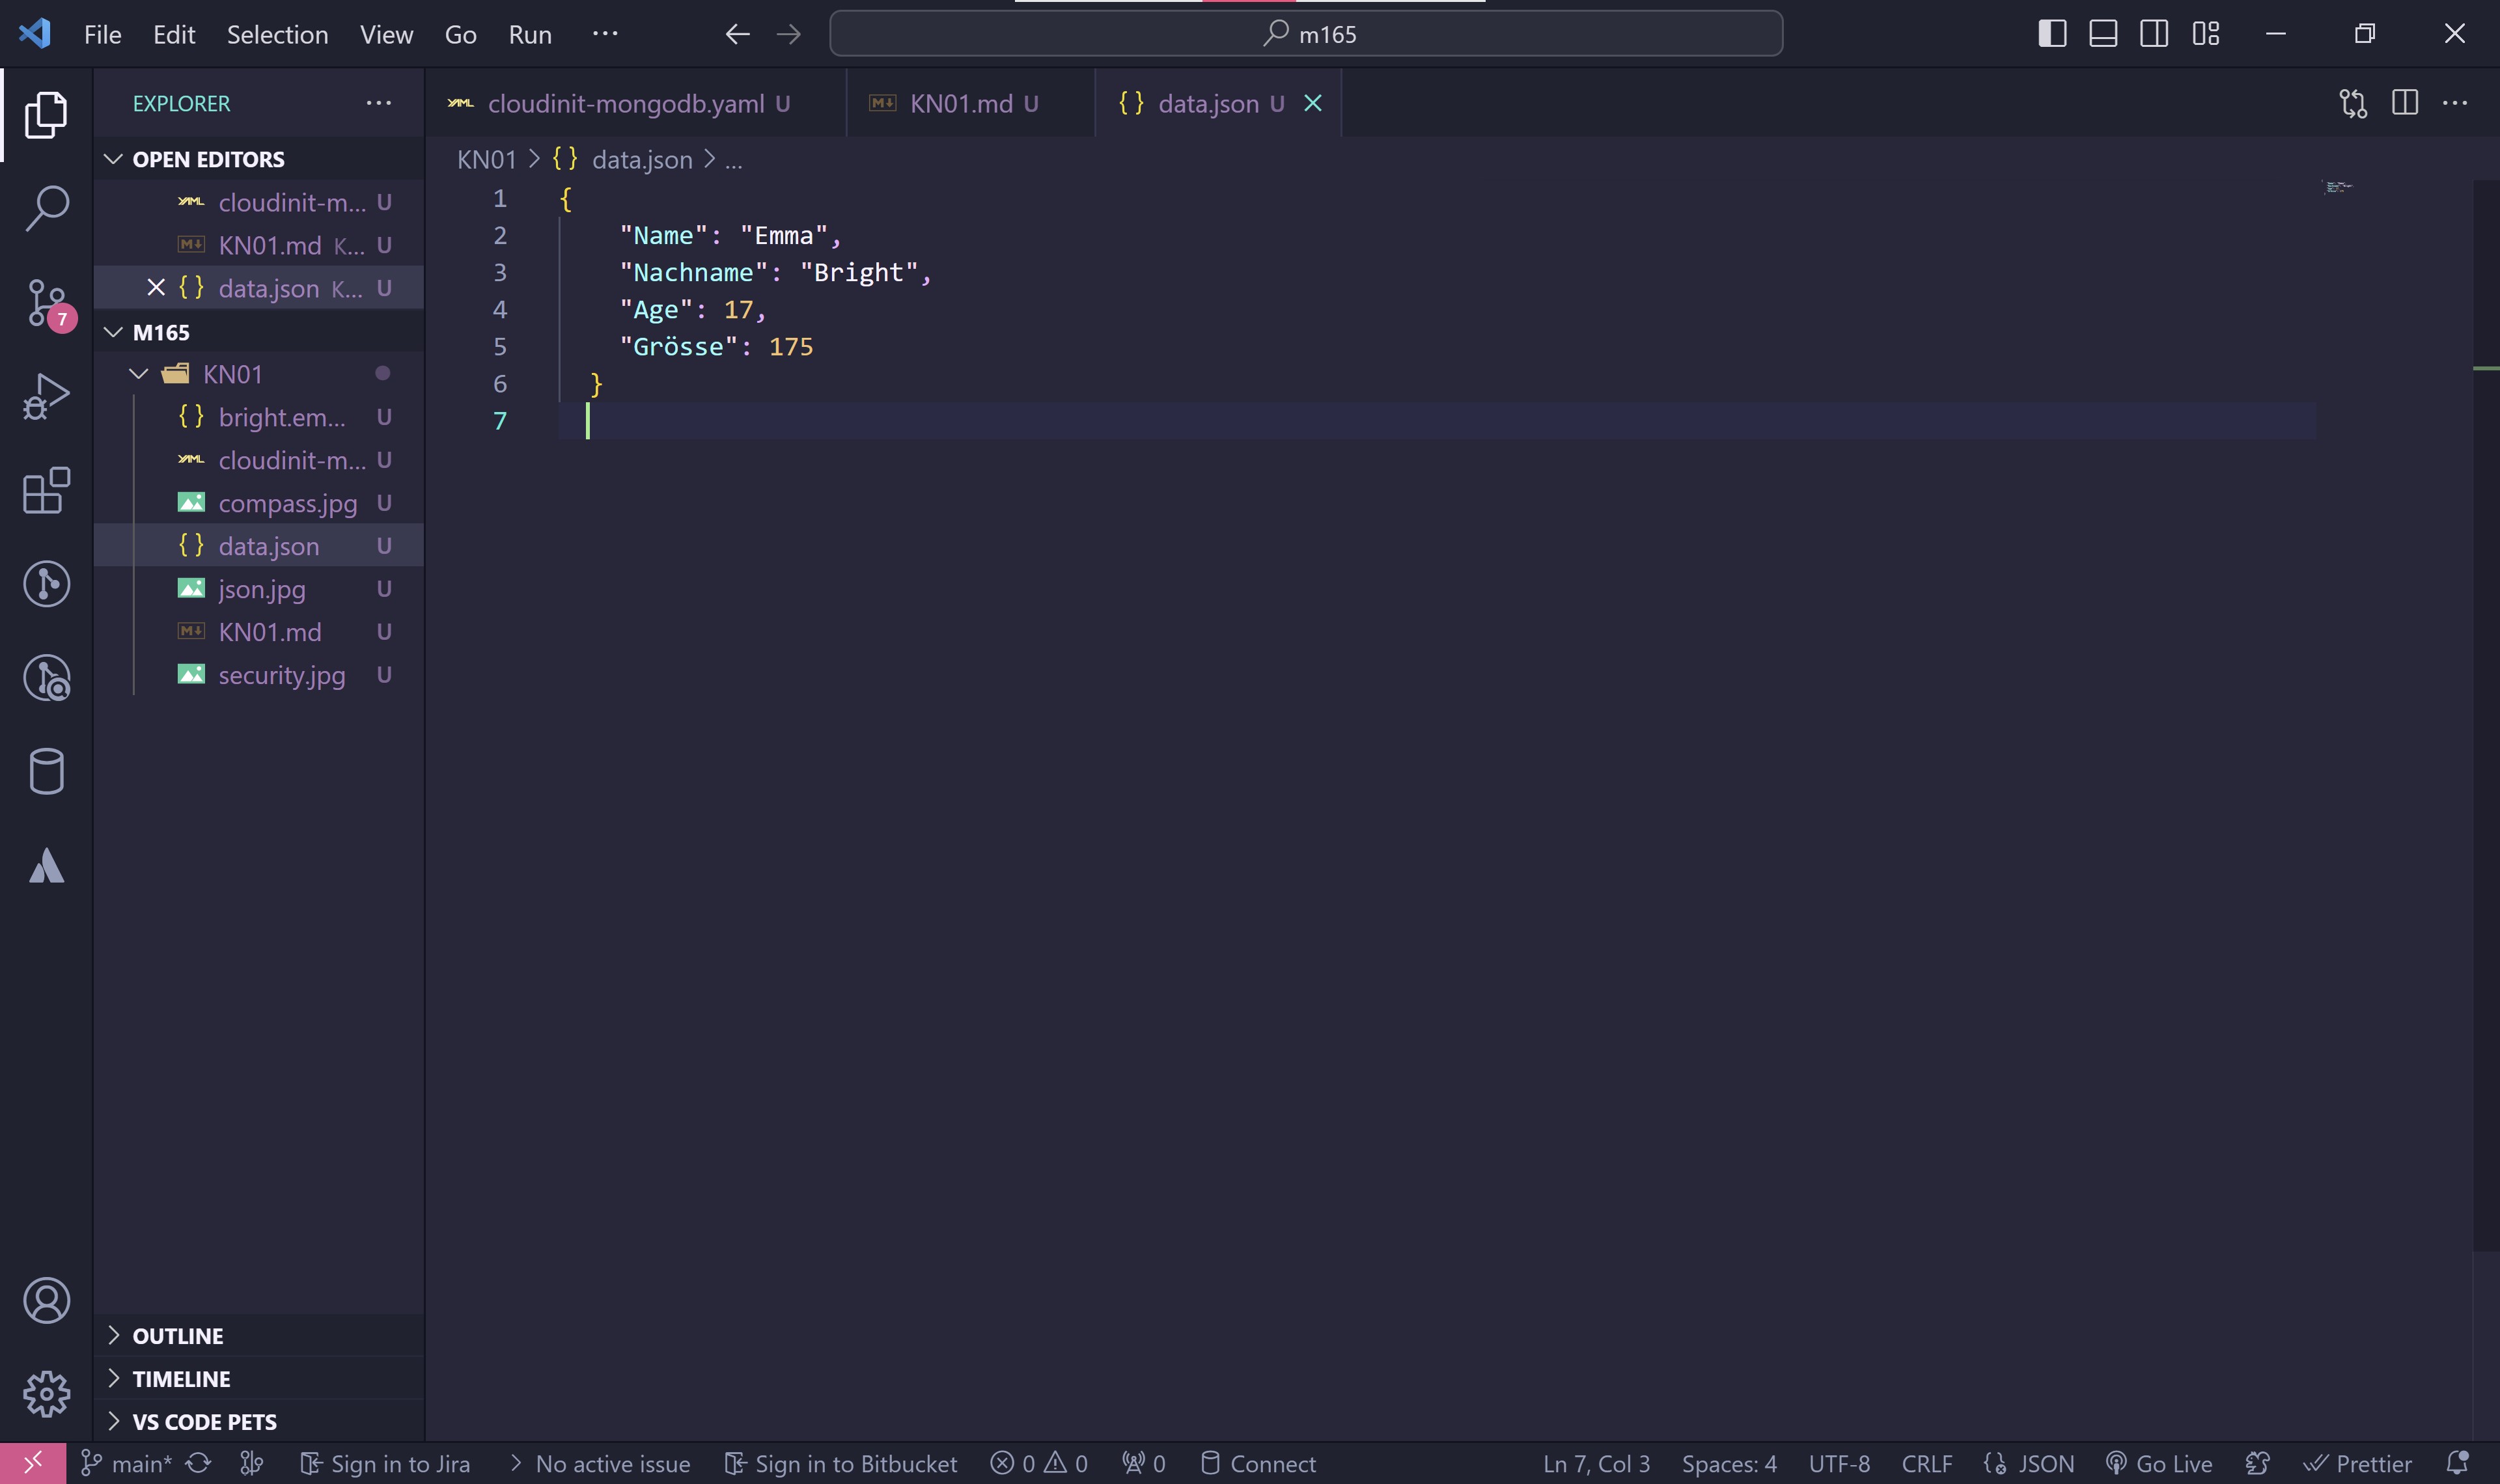 File Edit Selection View Go Run ··· m165
EXPLORER ···
cloudinit-mongodb.yaml U
KN01.md U
data.json U
OPEN EDITORS
cloudinit-m... U
KN01.md K... U
data.json K... U
M165
KN01
bright.em... U
cloudinit-m... U
compass.jpg U
data.json U
json.jpg U
KN01.md U
security.jpg U
OUTLINE
TIMELINE
VS CODE PETS
7
KN01 > {} data.json > ...
1 {
2 "Name": "Emma",
3 "Nachname": "Bright",
4 "Age": 17,
5 "Grösse": 175
6 }
7
main* Sign in to Jira > No active issue Sign in to Bitbucket 0 0 0 Connect Ln 7, Col 3 Spaces: 4 UTF-8 CRLF JSON Go Live Prettier